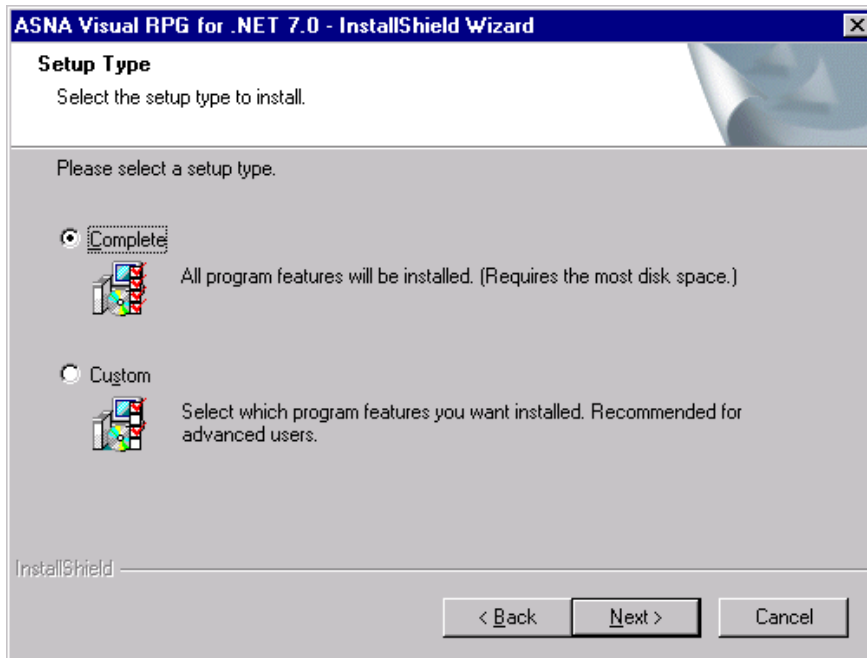 ASNA Visual RPG for .NET 7.0 - InstallShield Wizard
Setup Type
Select the setup type to install.
Please select a setup type.
Complete
All program features will be installed. (Requires the most disk space.)
Custom
Select which program features you want installed. Recommended for
advanced users.
InstallShield
< Back Next > Cancel